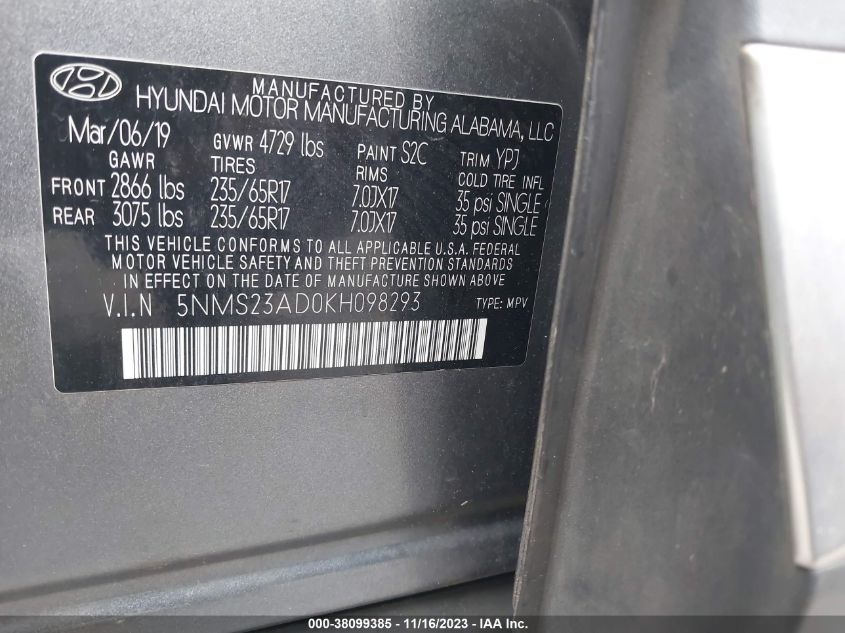 MANUFACTURED BY
HYUNDAI MOTOR MANUFACTURING ALABAMA, LLC
Mar/06/19 GVWR 4729 lbs PAINT S2C TRIM YPJ
GAWR TIRES RIMS COLD TIRE INFL
FRONT 2866 lbs 235/65R17 7.0JX17 35 psi SINGLE
REAR 3075 lbs 235/65R17 7.0JX17 35 psi SINGLE
THIS VEHICLE CONFORMS TO ALL APPLICABLE U.S.A. FEDERAL
MOTOR VEHICLE SAFETY AND THEFT PREVENTION STANDARDS
IN EFFECT ON THE DATE OF MANUFACTURE SHOWN ABOVE
V.I.N 5NMS23AD0KH098293 TYPE: MPV
000-38099385 - 11/16/2023 - IAA, Inc.